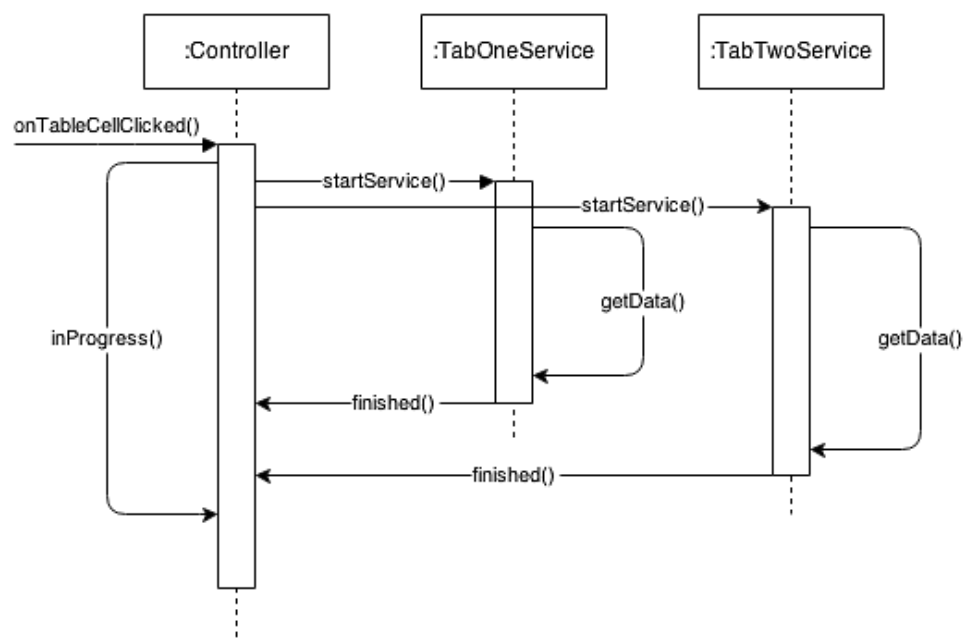 :Controller
:TabOneService
:TabTwoService
onTableCellClicked()
startService()
startService()
getData()
inProgress()
getData()
finished()
finished()